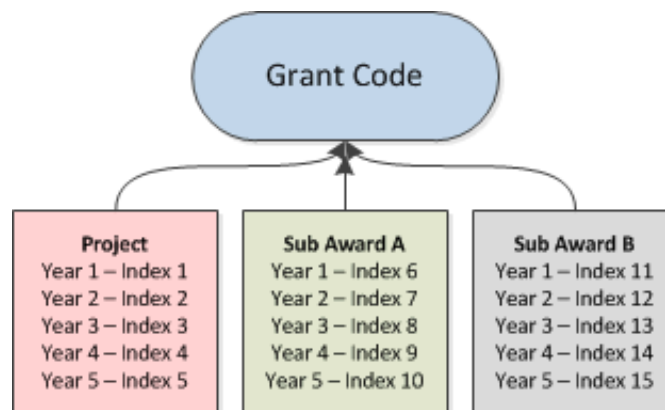 Grant Code
Project
Year 1 – Index 1
Year 2 – Index 2
Year 3 – Index 3
Year 4 – Index 4
Year 5 – Index 5
Sub Award A
Year 1 – Index 6
Year 2 – Index 7
Year 3 – Index 8
Year 4 – Index 9
Year 5 – Index 10
Sub Award B
Year 1 – Index 11
Year 2 – Index 12
Year 3 – Index 13
Year 4 – Index 14
Year 5 – Index 15